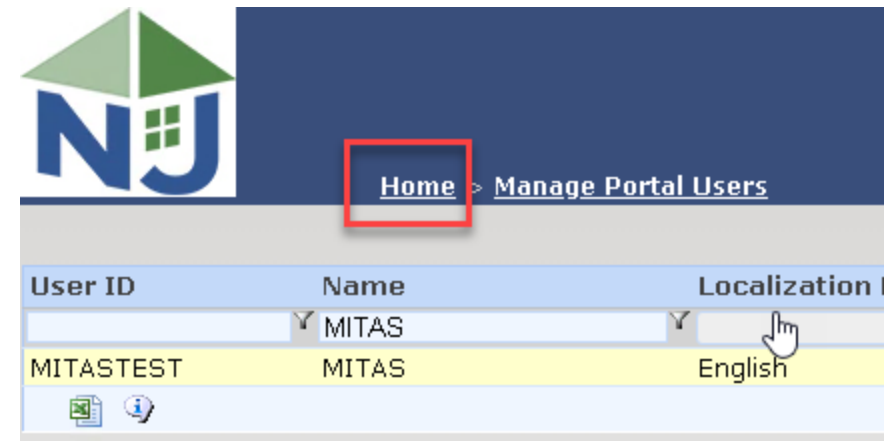 NJ
Home > Manage Portal Users
User ID Name Localization
MITAS
MITASTEST MITAS English